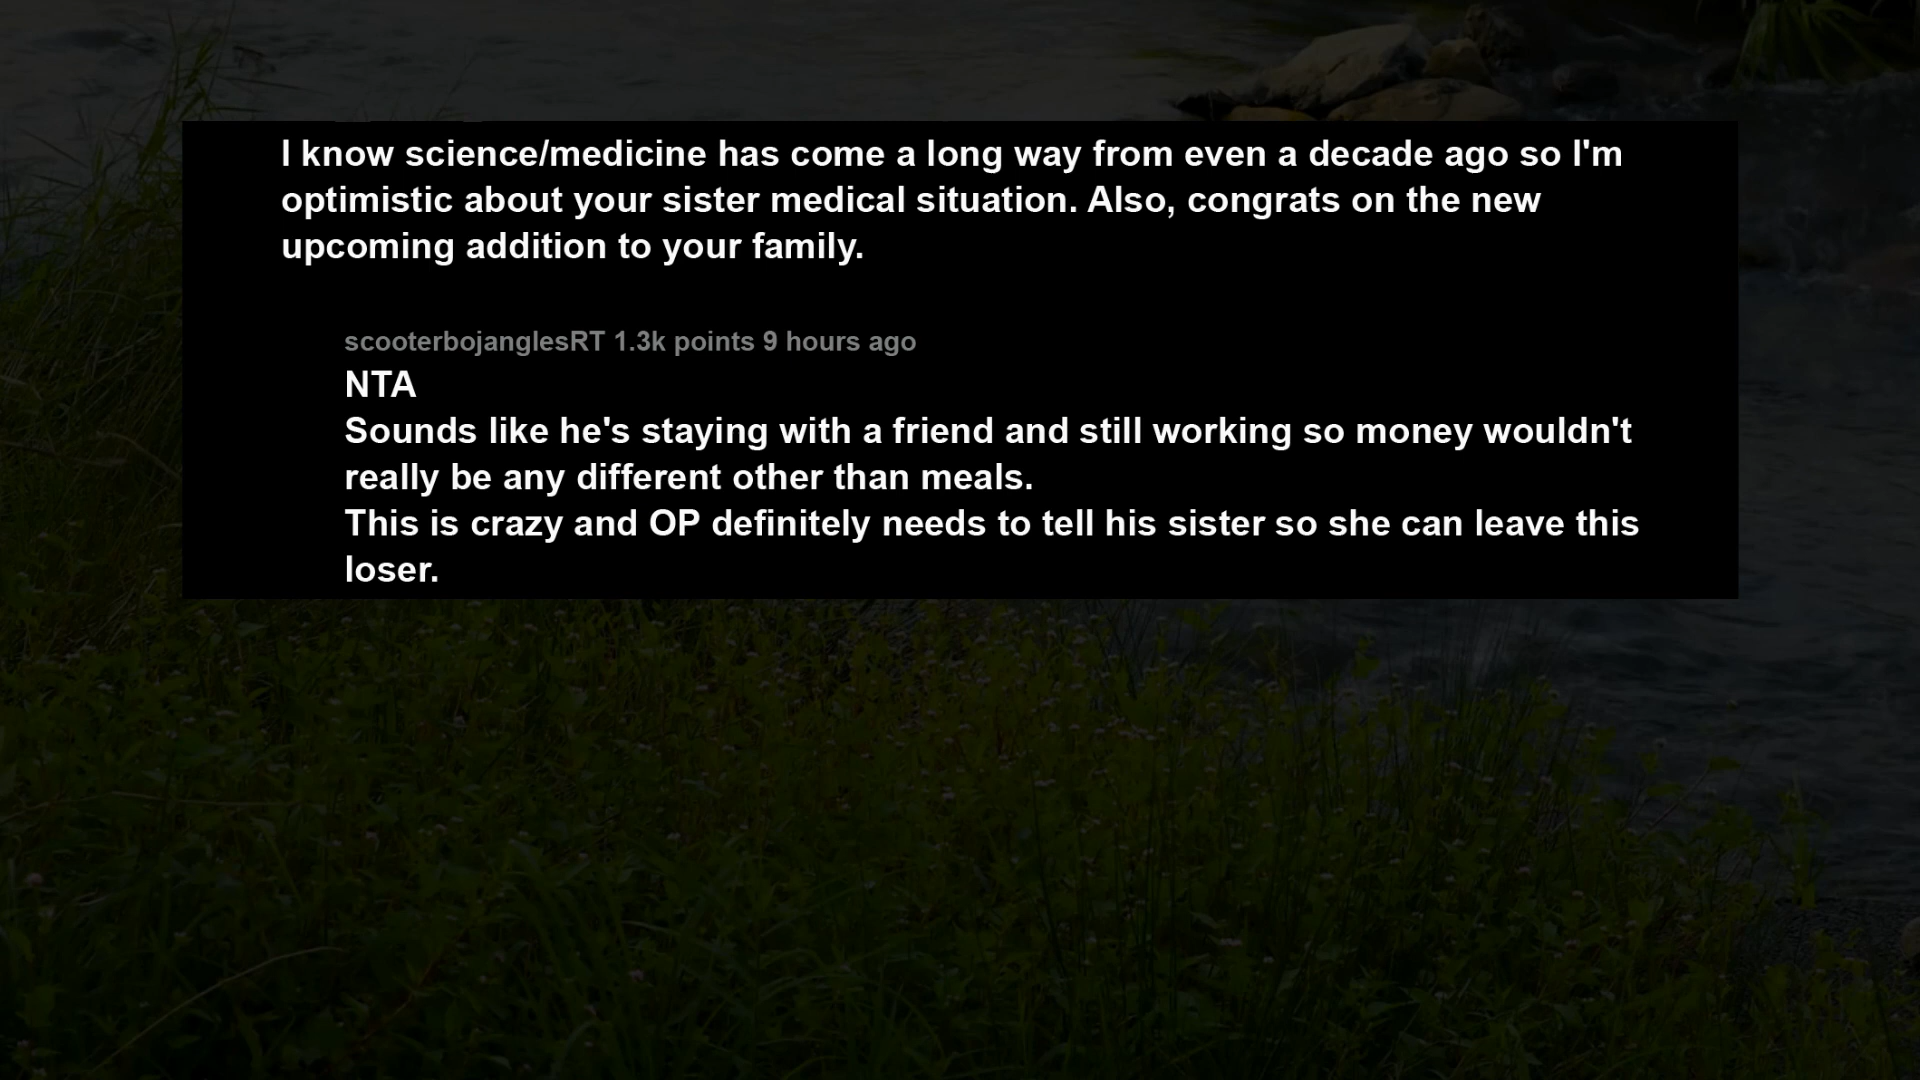 I know science/medicine has come a long way from even a decade ago so I'm
optimistic about your sister medical situation. Also, congrats on the new
upcoming addition to your family.
scooterbojanglesRT 1.3k points 9 hours ago
NTA
Sounds like he's staying with a friend and still working so money wouldn't
really be any different other than meals.
This is crazy and OP definitely needs to tell his sister so she can leave this
loser.